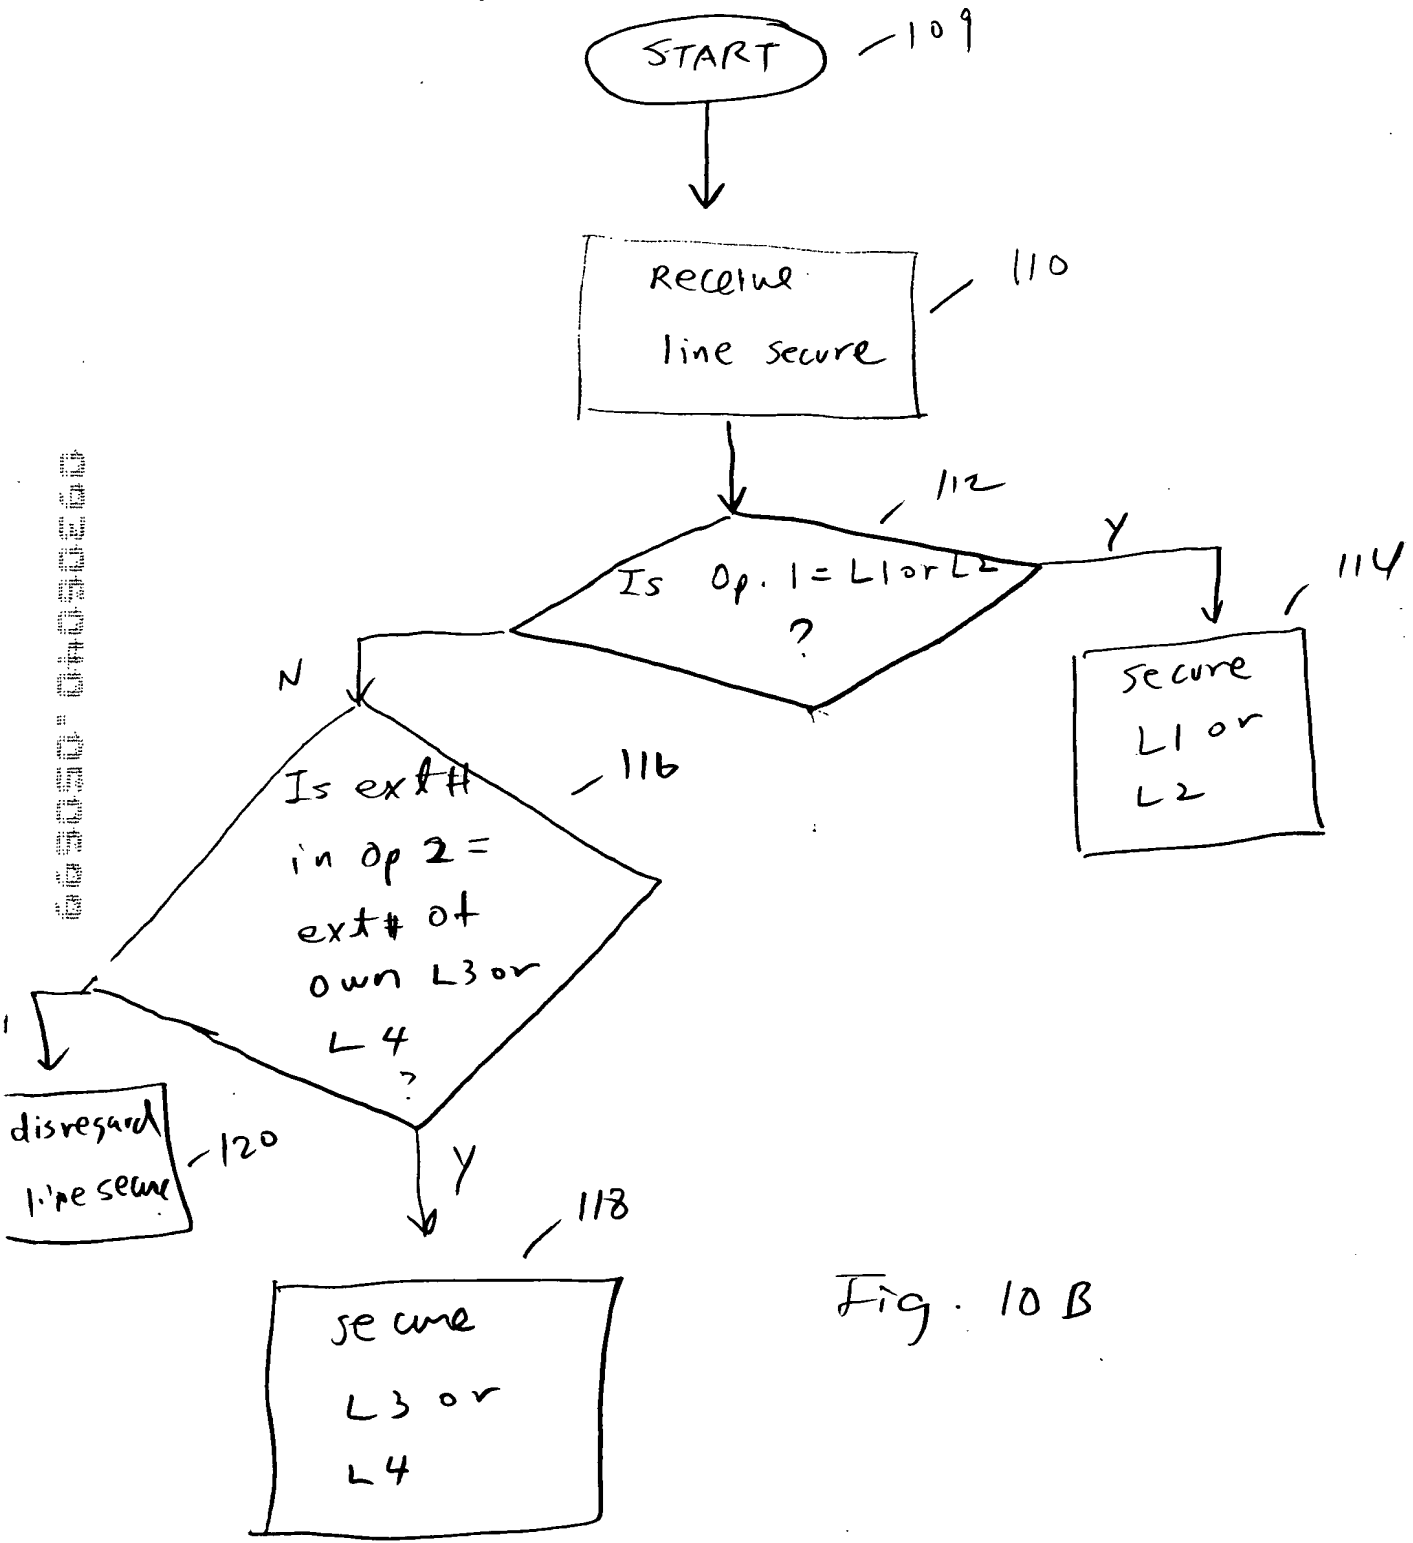 START
109
Receive
line secure
110
112
Is Op. 1 = L1 or L2
?
Y
114
secure
L1 or
L2
N
116
Is ext#
in Op 2 =
ext# of
own L3 or
L4
?
disregard
line secure
120
Y
118
secure
L3 or
L4
Fig. 10 B